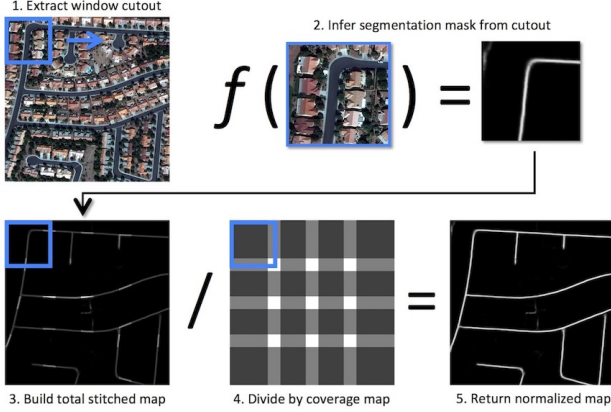 1. Extract window cutout
2. Infer segmentation mask from cutout
f ( ) =
/ =
3. Build total stitched map
4. Divide by coverage map
5. Return normalized map